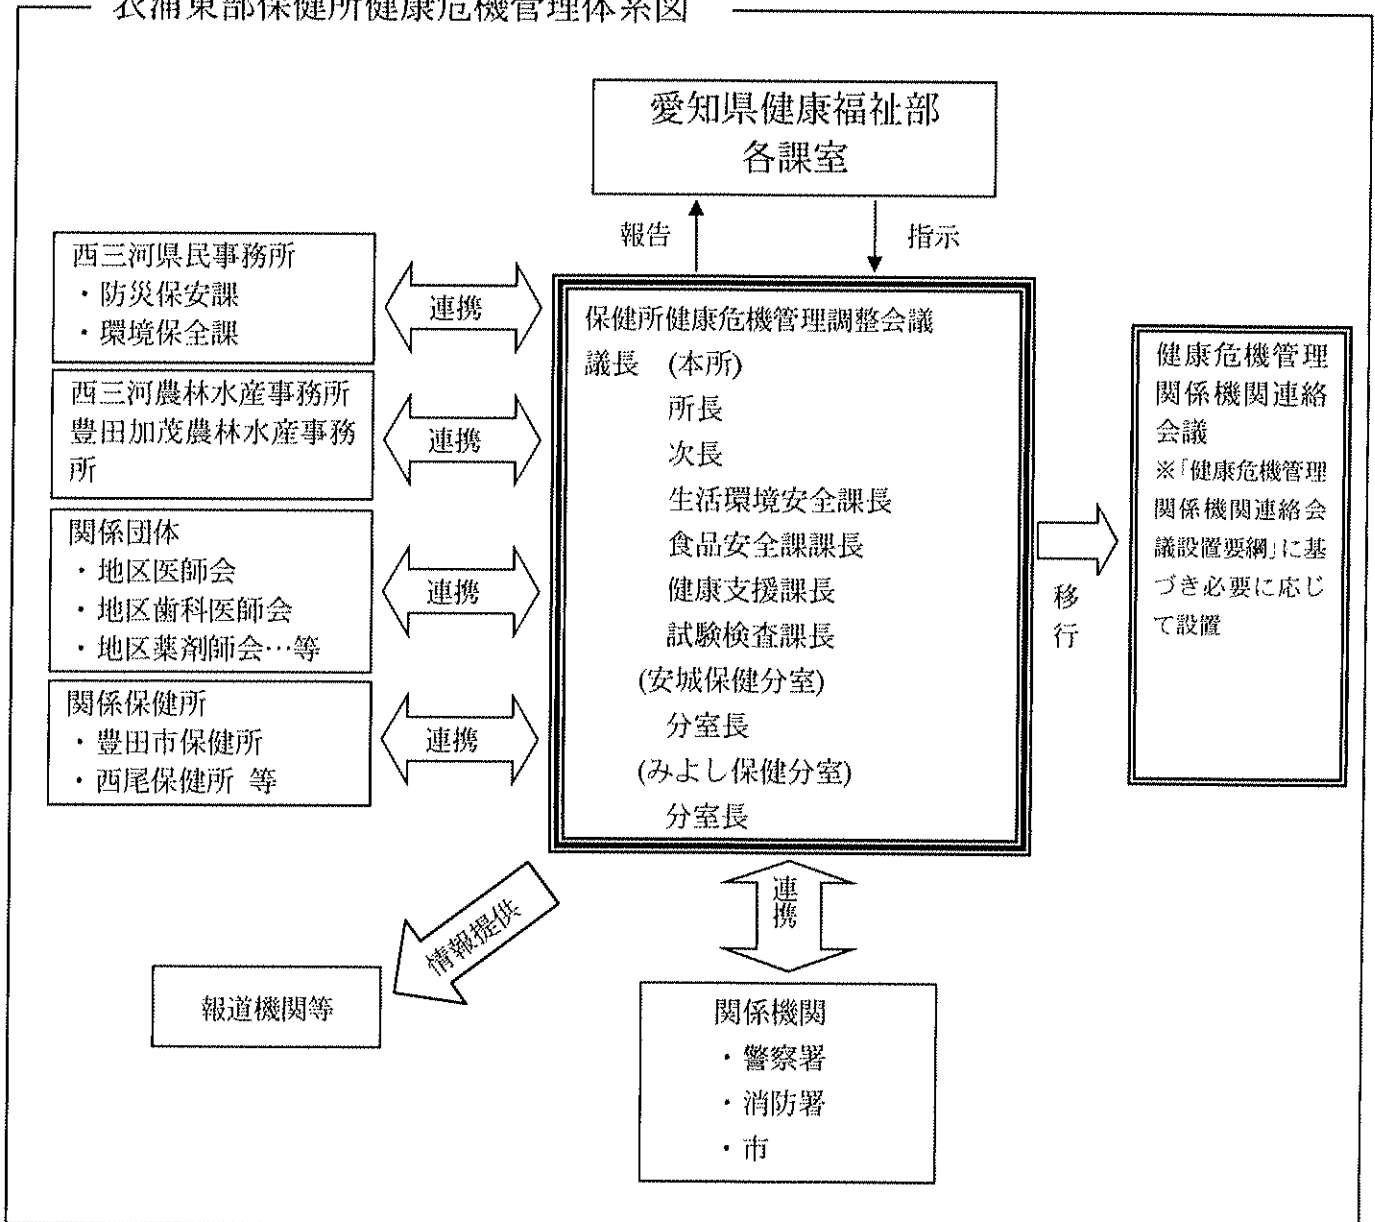 衣浦東部保健所健康危機管理体系図
愛知県健康福祉部
各課室
報告
指示
西三河県民事務所
・防災保安課
・環境保全課
連携
西三河農林水産事務所
豊田加茂農林水産事務
所
連携
関係団体
・地区医師会
・地区歯科医師会
・地区薬剤師会…等
連携
関係保健所
・豊田市保健所
・西尾保健所 等
連携
保健所健康危機管理調整会議
議長 (本所)
所長
次長
生活環境安全課長
食品安全課課長
健康支援課長
試験検査課長
(安城保健分室)
分室長
(みよし保健分室)
分室長
移行
健康危機管理
関係機関連絡
会議
※「健康危機管理
関係機関連絡会
議設置要綱」に基
づき必要に応じ
て設置
情報提供
報道機関等
連携
関係機関
・警察署
・消防署
・市